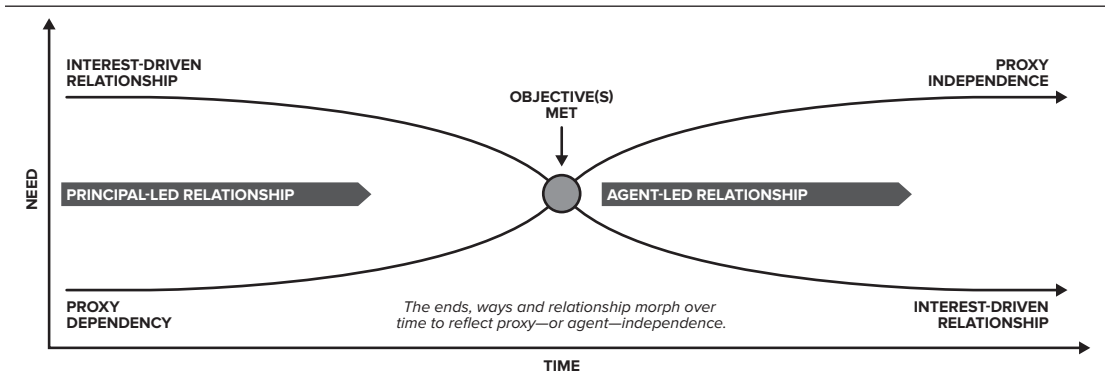 INTEREST-DRIVEN
RELATIONSHIP
PROXY
INDEPENDENCE
OBJECTIVE(S)
MET
NEED
PRINCIPAL-LED RELATIONSHIP
AGENT-LED RELATIONSHIP
PROXY
DEPENDENCY
The ends, ways and relationship morph over
time to reflect proxy—or agent—independence.
INTEREST-DRIVEN
RELATIONSHIP
TIME